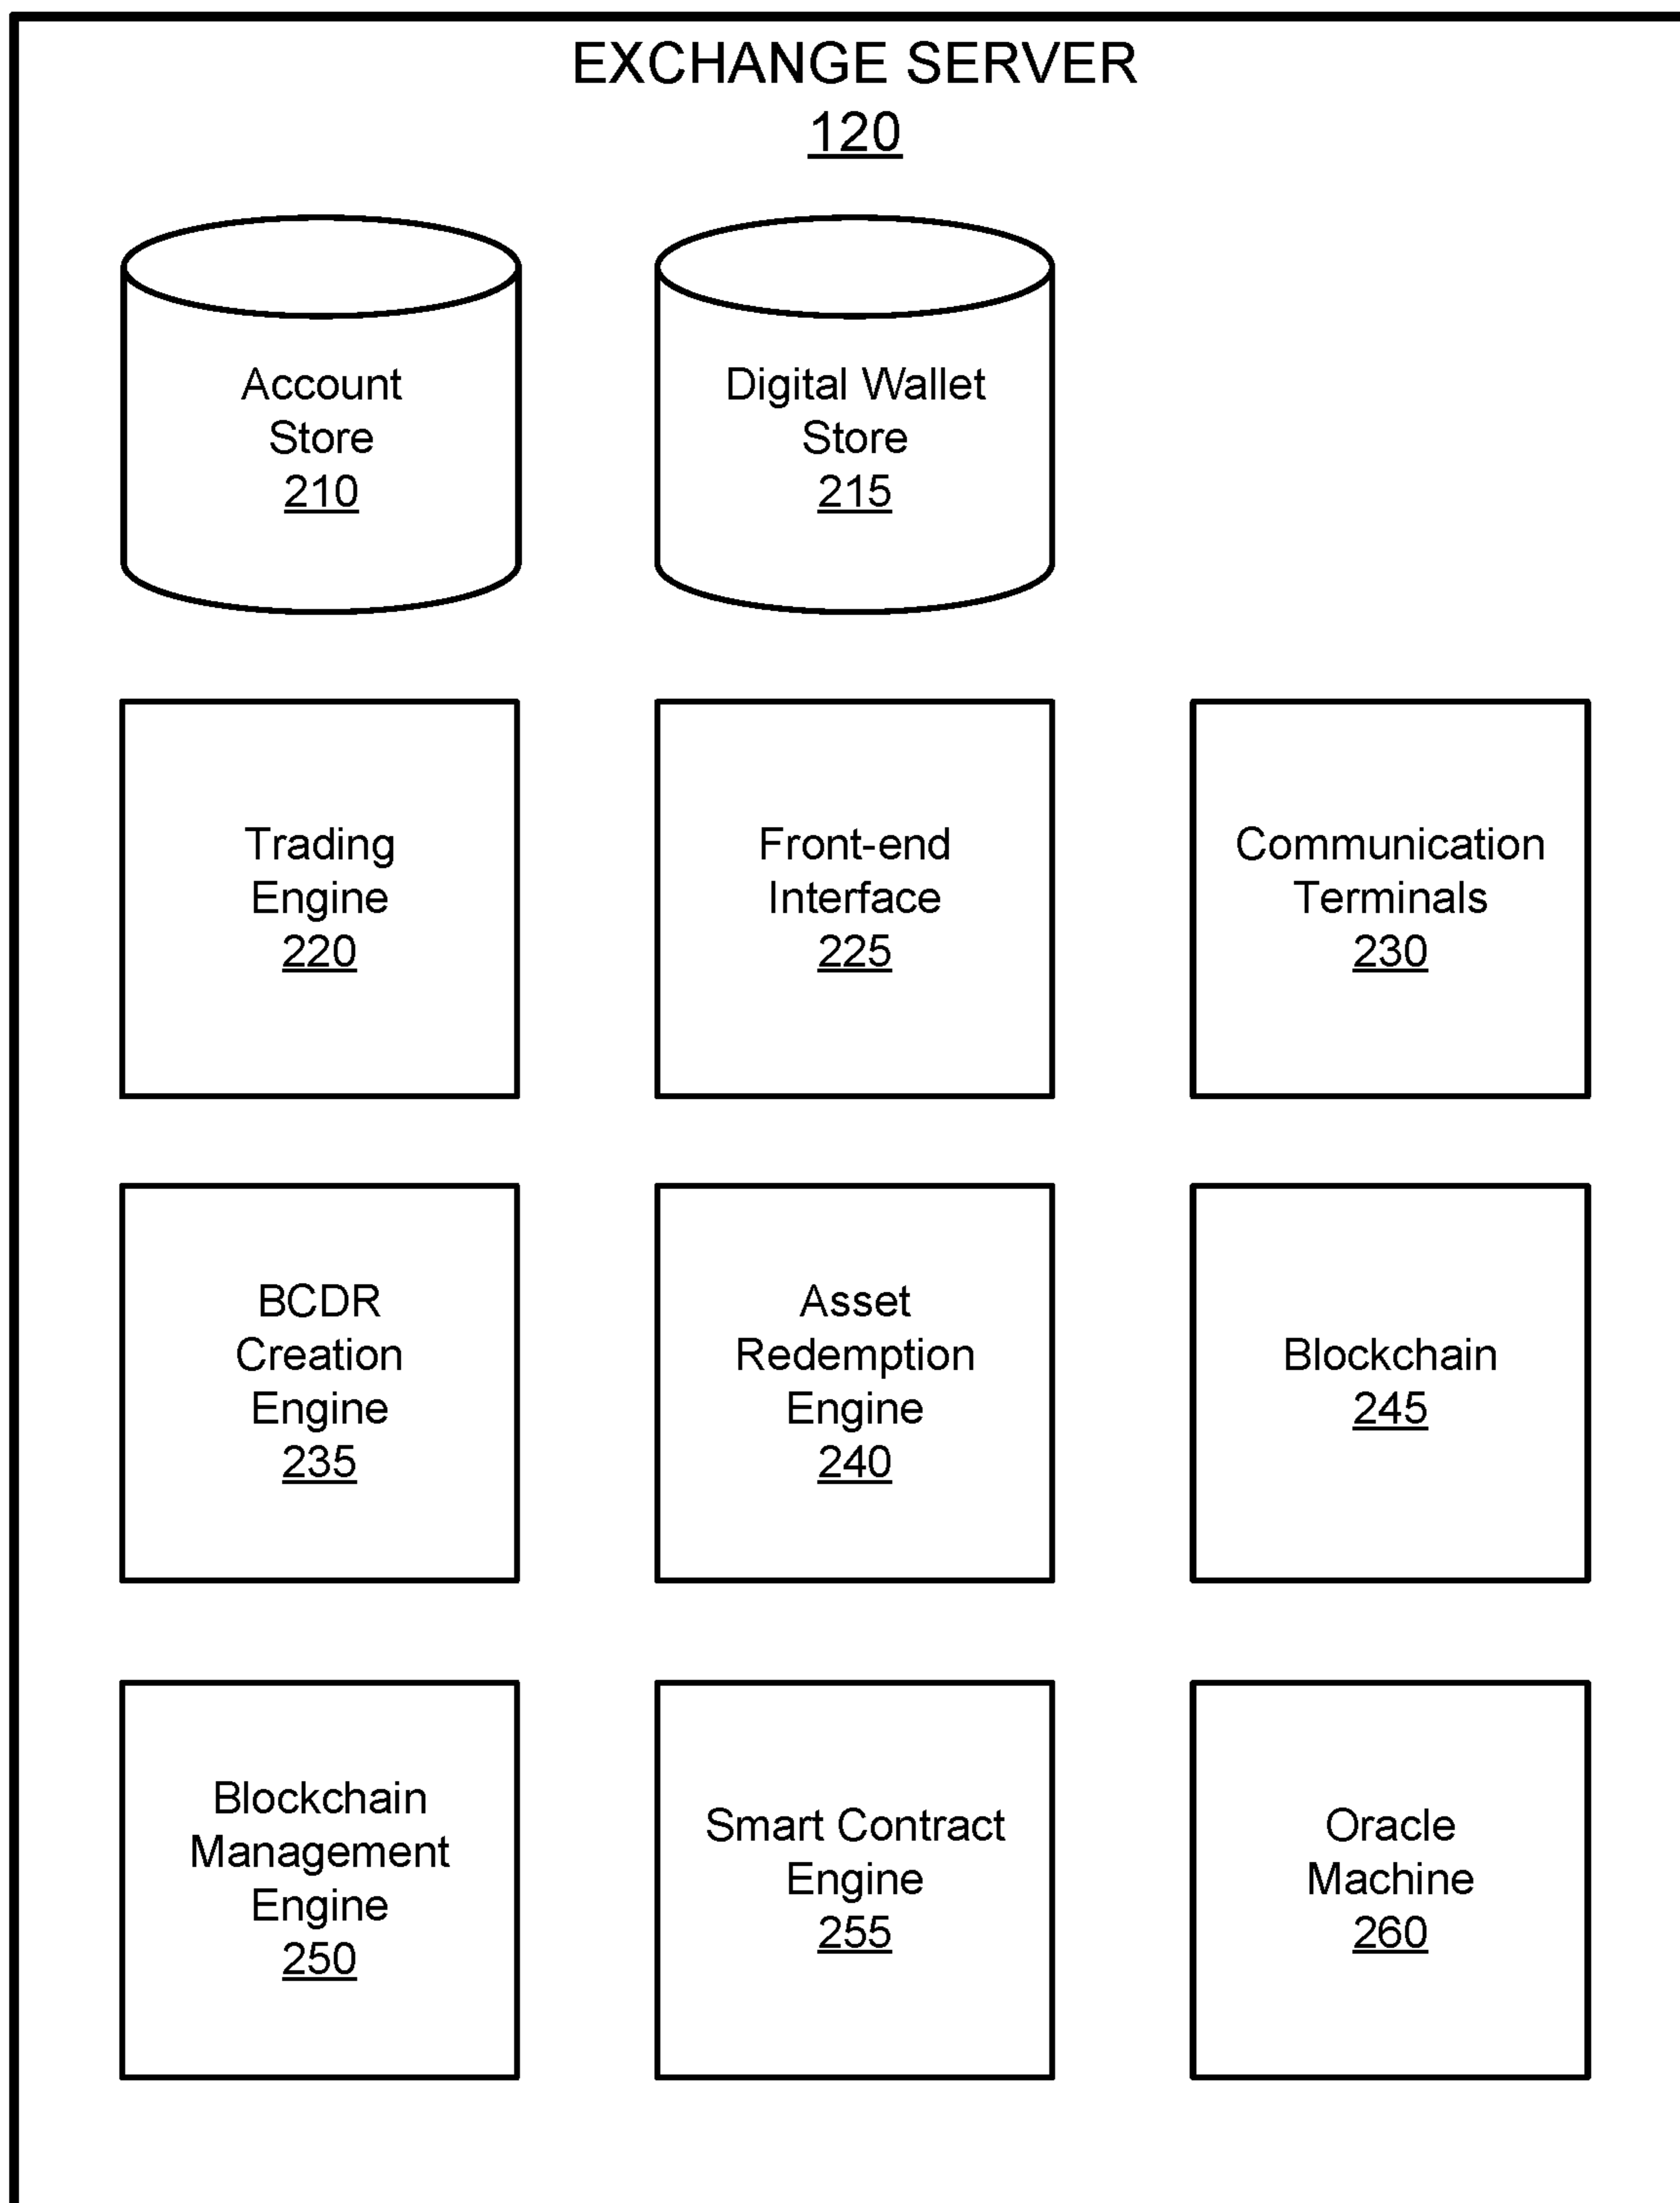 EXCHANGE SERVER
120
Account
Store
210
Digital Wallet
Store
215
Trading
Engine
220
Front-end
Interface
225
Communication
Terminals
230
BCDR
Creation
Engine
235
Asset
Redemption
Engine
240
Blockchain
245
Blockchain
Management
Engine
250
Smart Contract
Engine
255
Oracle
Machine
260